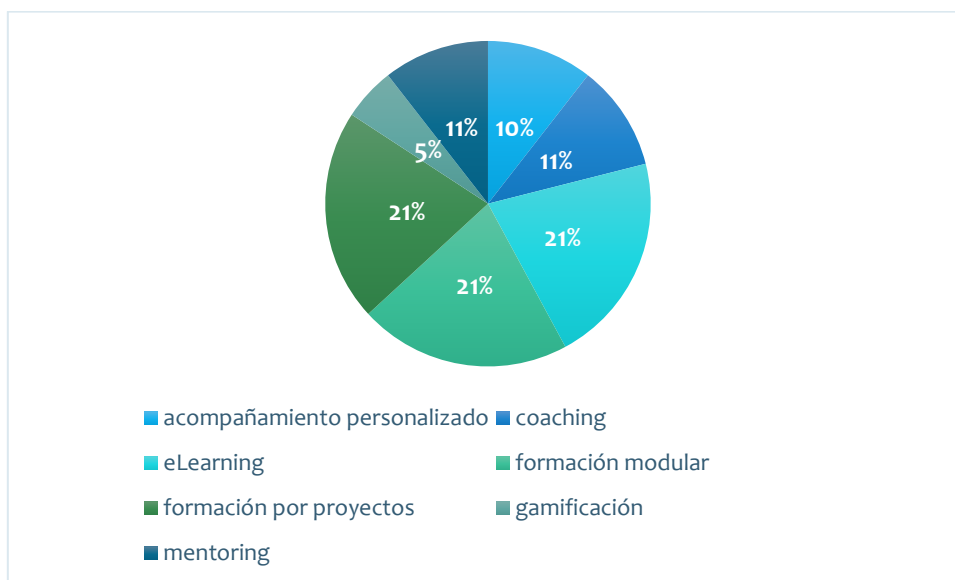 11% 10%
5% 11%
21% 21%
21%
acompañamiento personalizado coaching
eLearning formación modular
formación por proyectos gamificación
mentoring